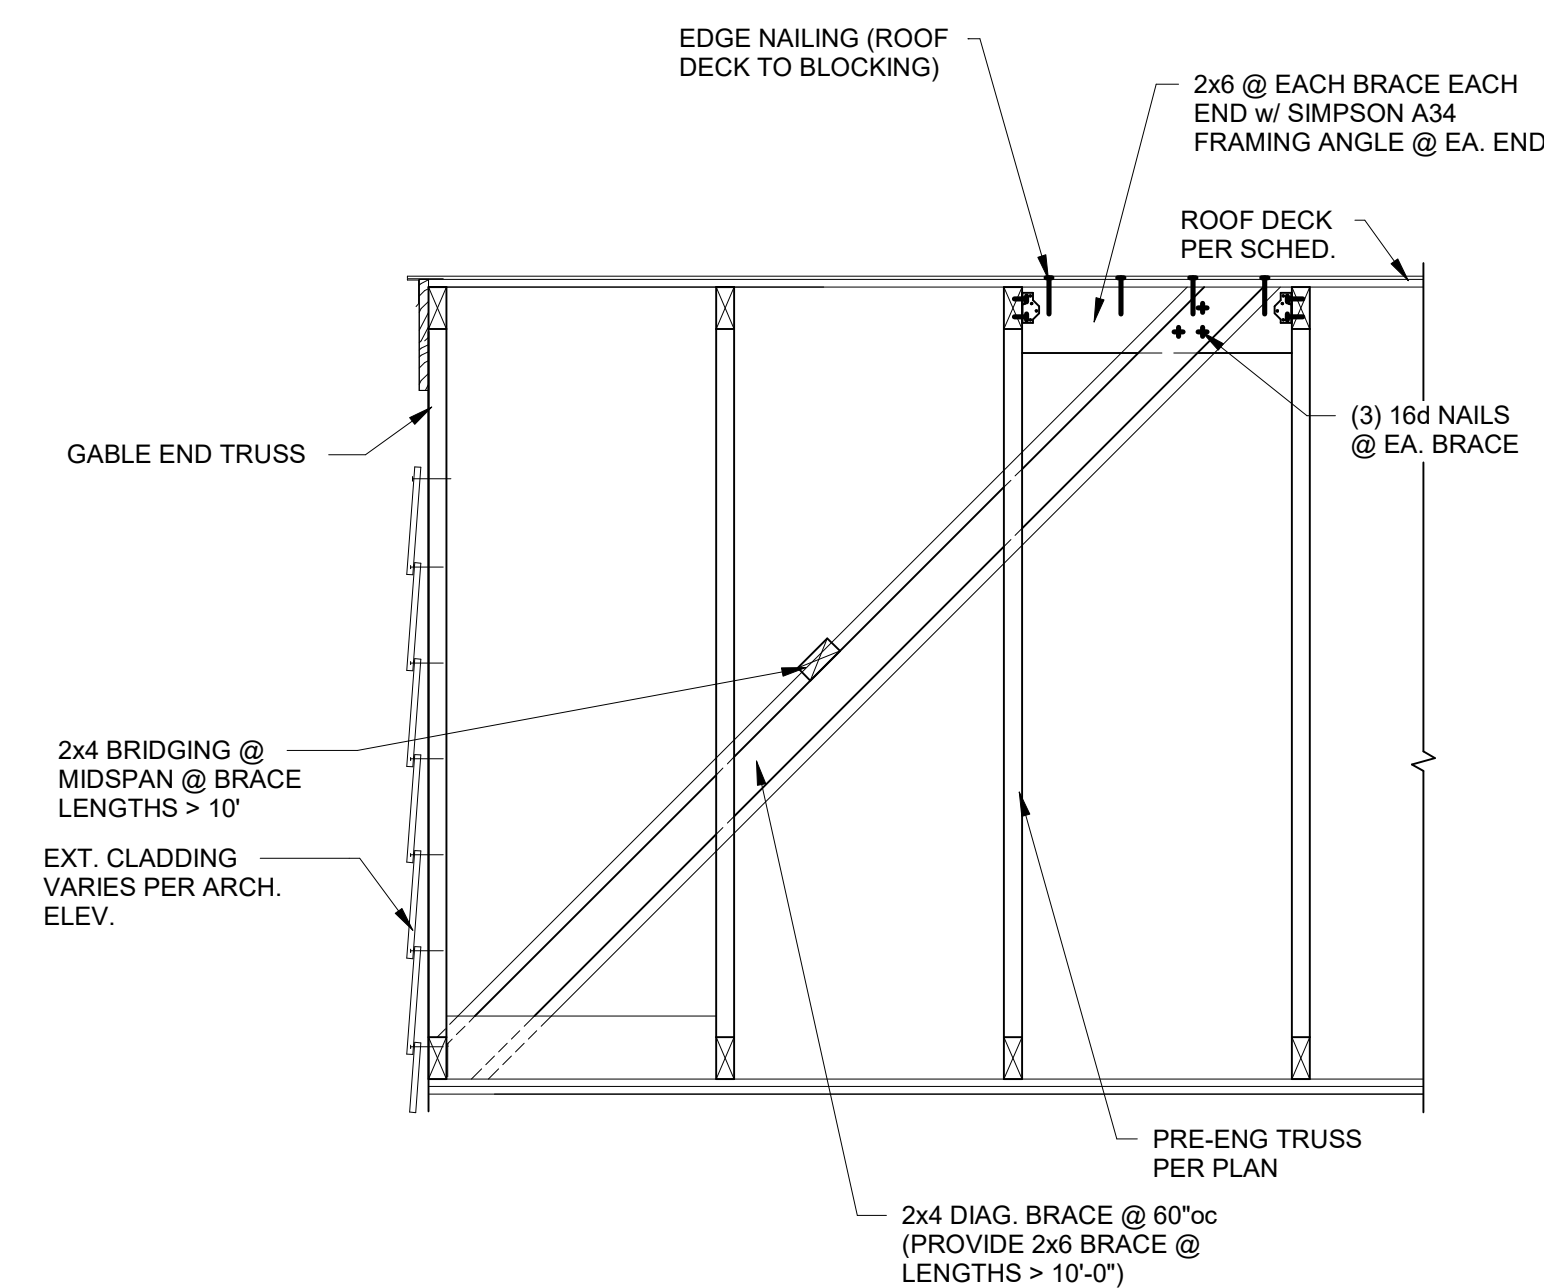 EDGE NAILING (ROOF
DECK TO BLOCKING)
2x6 @ EACH BRACE EACH
END w/ SIMPSON A34
FRAMING ANGLE @ EA. END
ROOF DECK
PER SCHED.
(3) 16d NAILS
@ EA. BRACE
GABLE END TRUSS
2x4 BRIDGING @
MIDSPAN @ BRACE
LENGTHS > 10'
EXT. CLADDING
VARIES PER ARCH.
ELEV.
PRE-ENG TRUSS
PER PLAN
2x4 DIAG. BRACE @ 60"oc
(PROVIDE 2x6 BRACE @
LENGTHS > 10'-0")